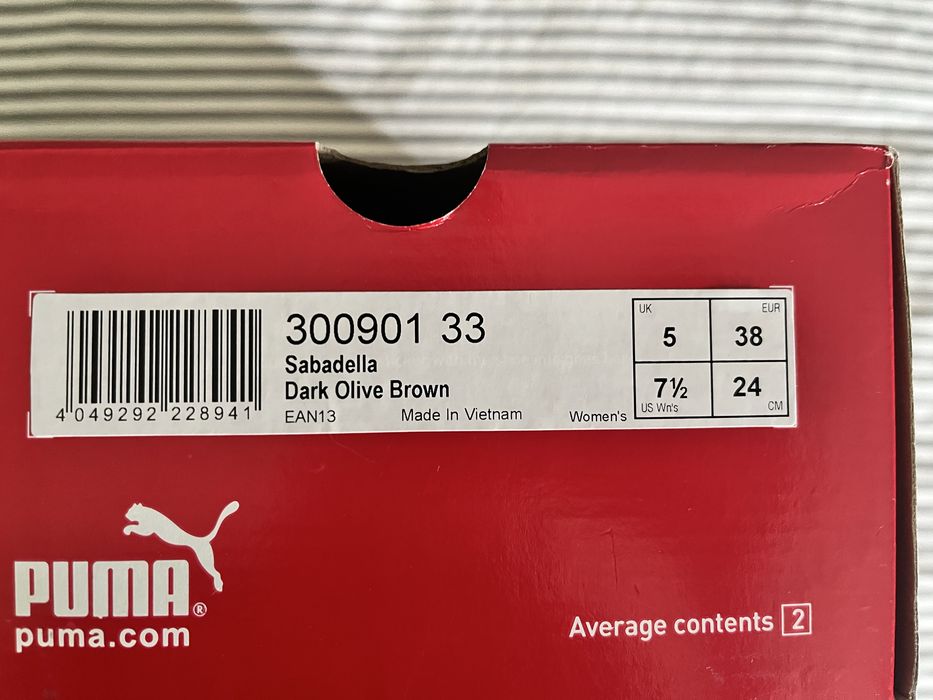 300901 33
Sabadella
Dark Olive Brown
4 049292 228941
EAN13 Made In Vietnam Women's
UK EUR
5 38
7½ 24
US Wn's CM
PUMA®
puma.com
Average contents 2